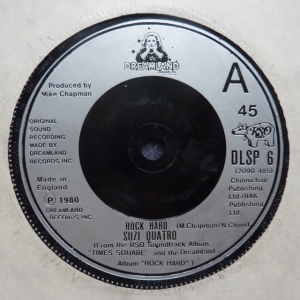 DREAMLAND
Produced by
Mike Chapman
A
45
ORIGINAL
SOUND
RECORDING
MADE BY
DREAMLAND
RECORDS, INC.
RSO
DLSP 6
(2090 485)
Chinnichap
Publishing
Ltd./RAK
Publishing
Ltd.
Made in
England
Ⓟ 1980
DREAMLAND
RECORDS INC.
ROCK HARD (M.Chapman/N.Chinn)
SUZI QUATRO
(From the RSO Soundtrack Album
"TIMES SQUARE" and the Dreamland
Album "ROCK HARD")